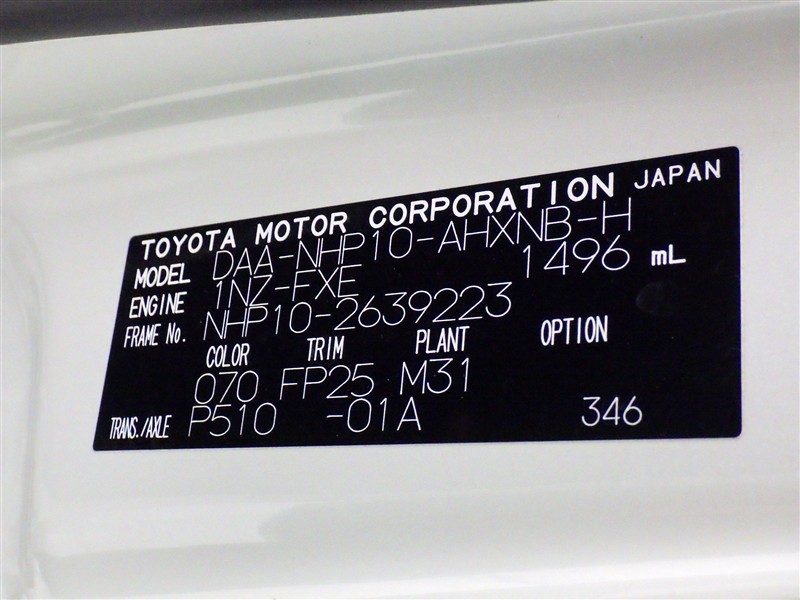 TOYOTA MOTOR CORPORATION JAPAN
MODEL DAA-NHP10-AHXNB-H
ENGINE 1NZ-FXE 1496 mL
FRAME No. NHP10-2639223
COLOR TRIM PLANT OPTION
070 FP25 M31
TRANS./AXLE P510 -01A 346